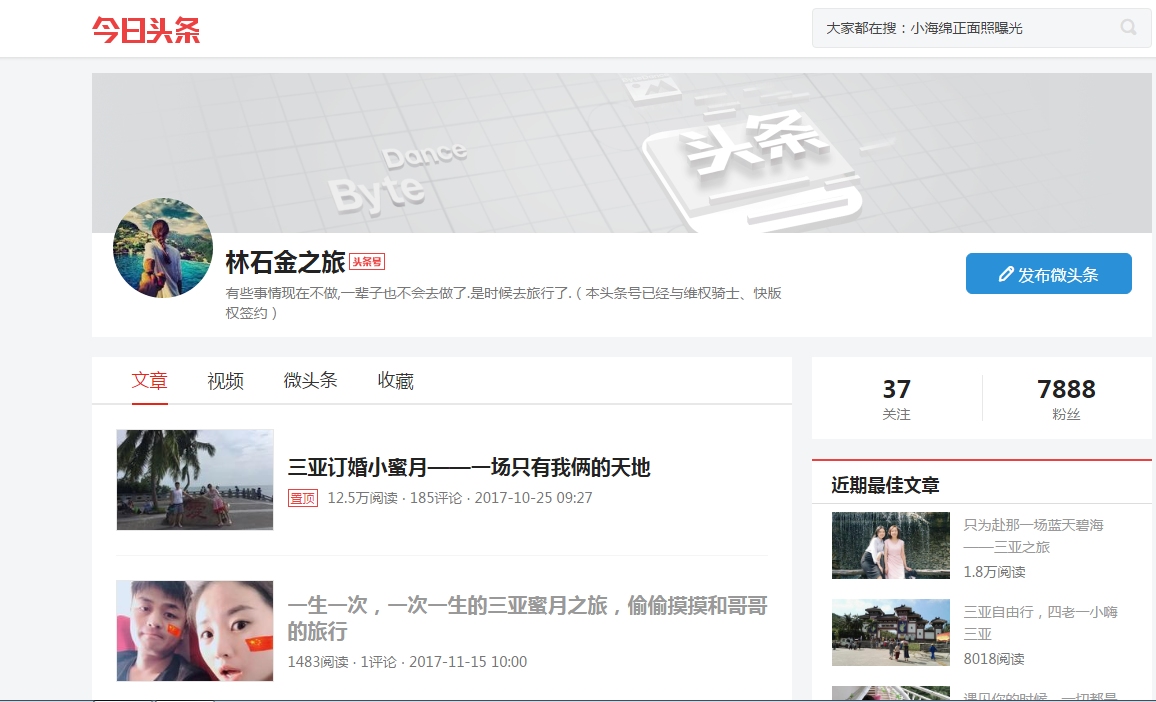 今日头条
大家都在搜：小海绵正面照曝光
Dance
Byte
头条
林石金之旅 头条号
有些事情现在不做,一辈子也不会去做了.是时候去旅行了.（本头条号已经与维权骑士、快版
权签约）
发布微头条
文章 视频 微头条 收藏
三亚订婚小蜜月——一场只有我俩的天地
置顶 12.5万阅读 · 185评论 · 2017-10-25 09:27
一生一次，一次一生的三亚蜜月之旅，偷偷摸摸和哥哥
的旅行
1483阅读 · 1评论 · 2017-11-15 10:00
37 7888
关注 粉丝
近期最佳文章
只为赴那一场蓝天碧海
——三亚之旅
1.8万阅读
三亚自由行，四老一小嗨
三亚
8018阅读
遇见你的时候，一切都是